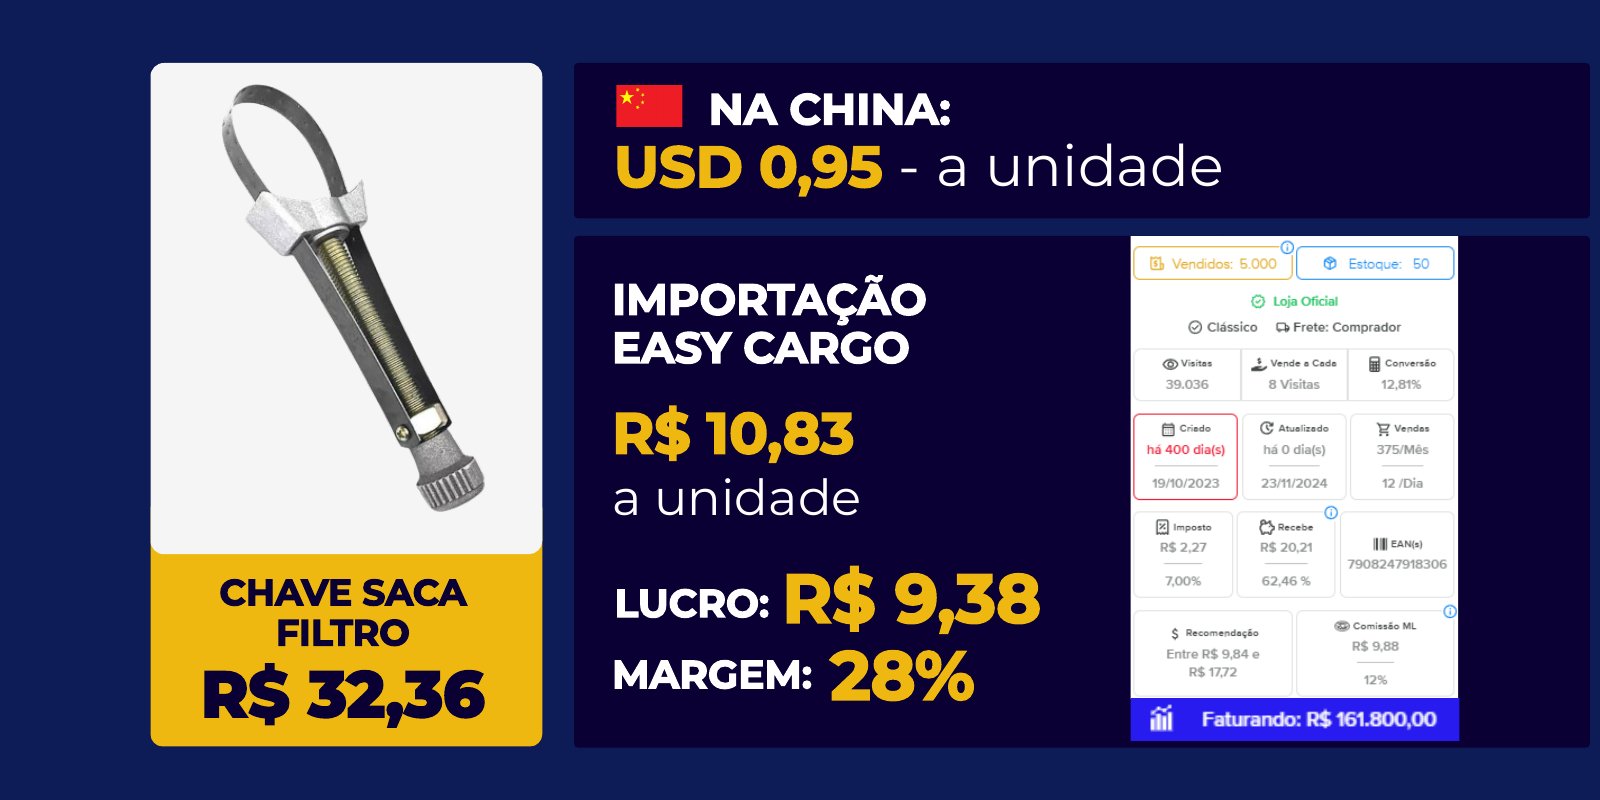 CHAVE SACA
FILTRO
R$ 32,36
NA CHINA:
USD 0,95 - a unidade
IMPORTAÇÃO
EASY CARGO
R$ 10,83
a unidade
LUCRO: R$ 9,38
MARGEM: 28%
Vendidos: 5.000
Estoque: 50
Loja Oficial
Clássico
Frete: Comprador
Visitas
39.036
Vende a Cada
8 Visitas
Conversão
12,81%
Criado
há 400 dia(s)
19/10/2023
Atualizado
há 0 dia(s)
23/11/2024
Vendas
375/Mês
12 /Dia
Imposto
R$ 2,27
7,00%
Recebe
R$ 20,21
62,46 %
EAN(s)
7908247918306
Recomendação
Entre R$ 9,84 e
R$ 17,72
Comissão ML
R$ 9,88
12%
Faturando: R$ 161.800,00